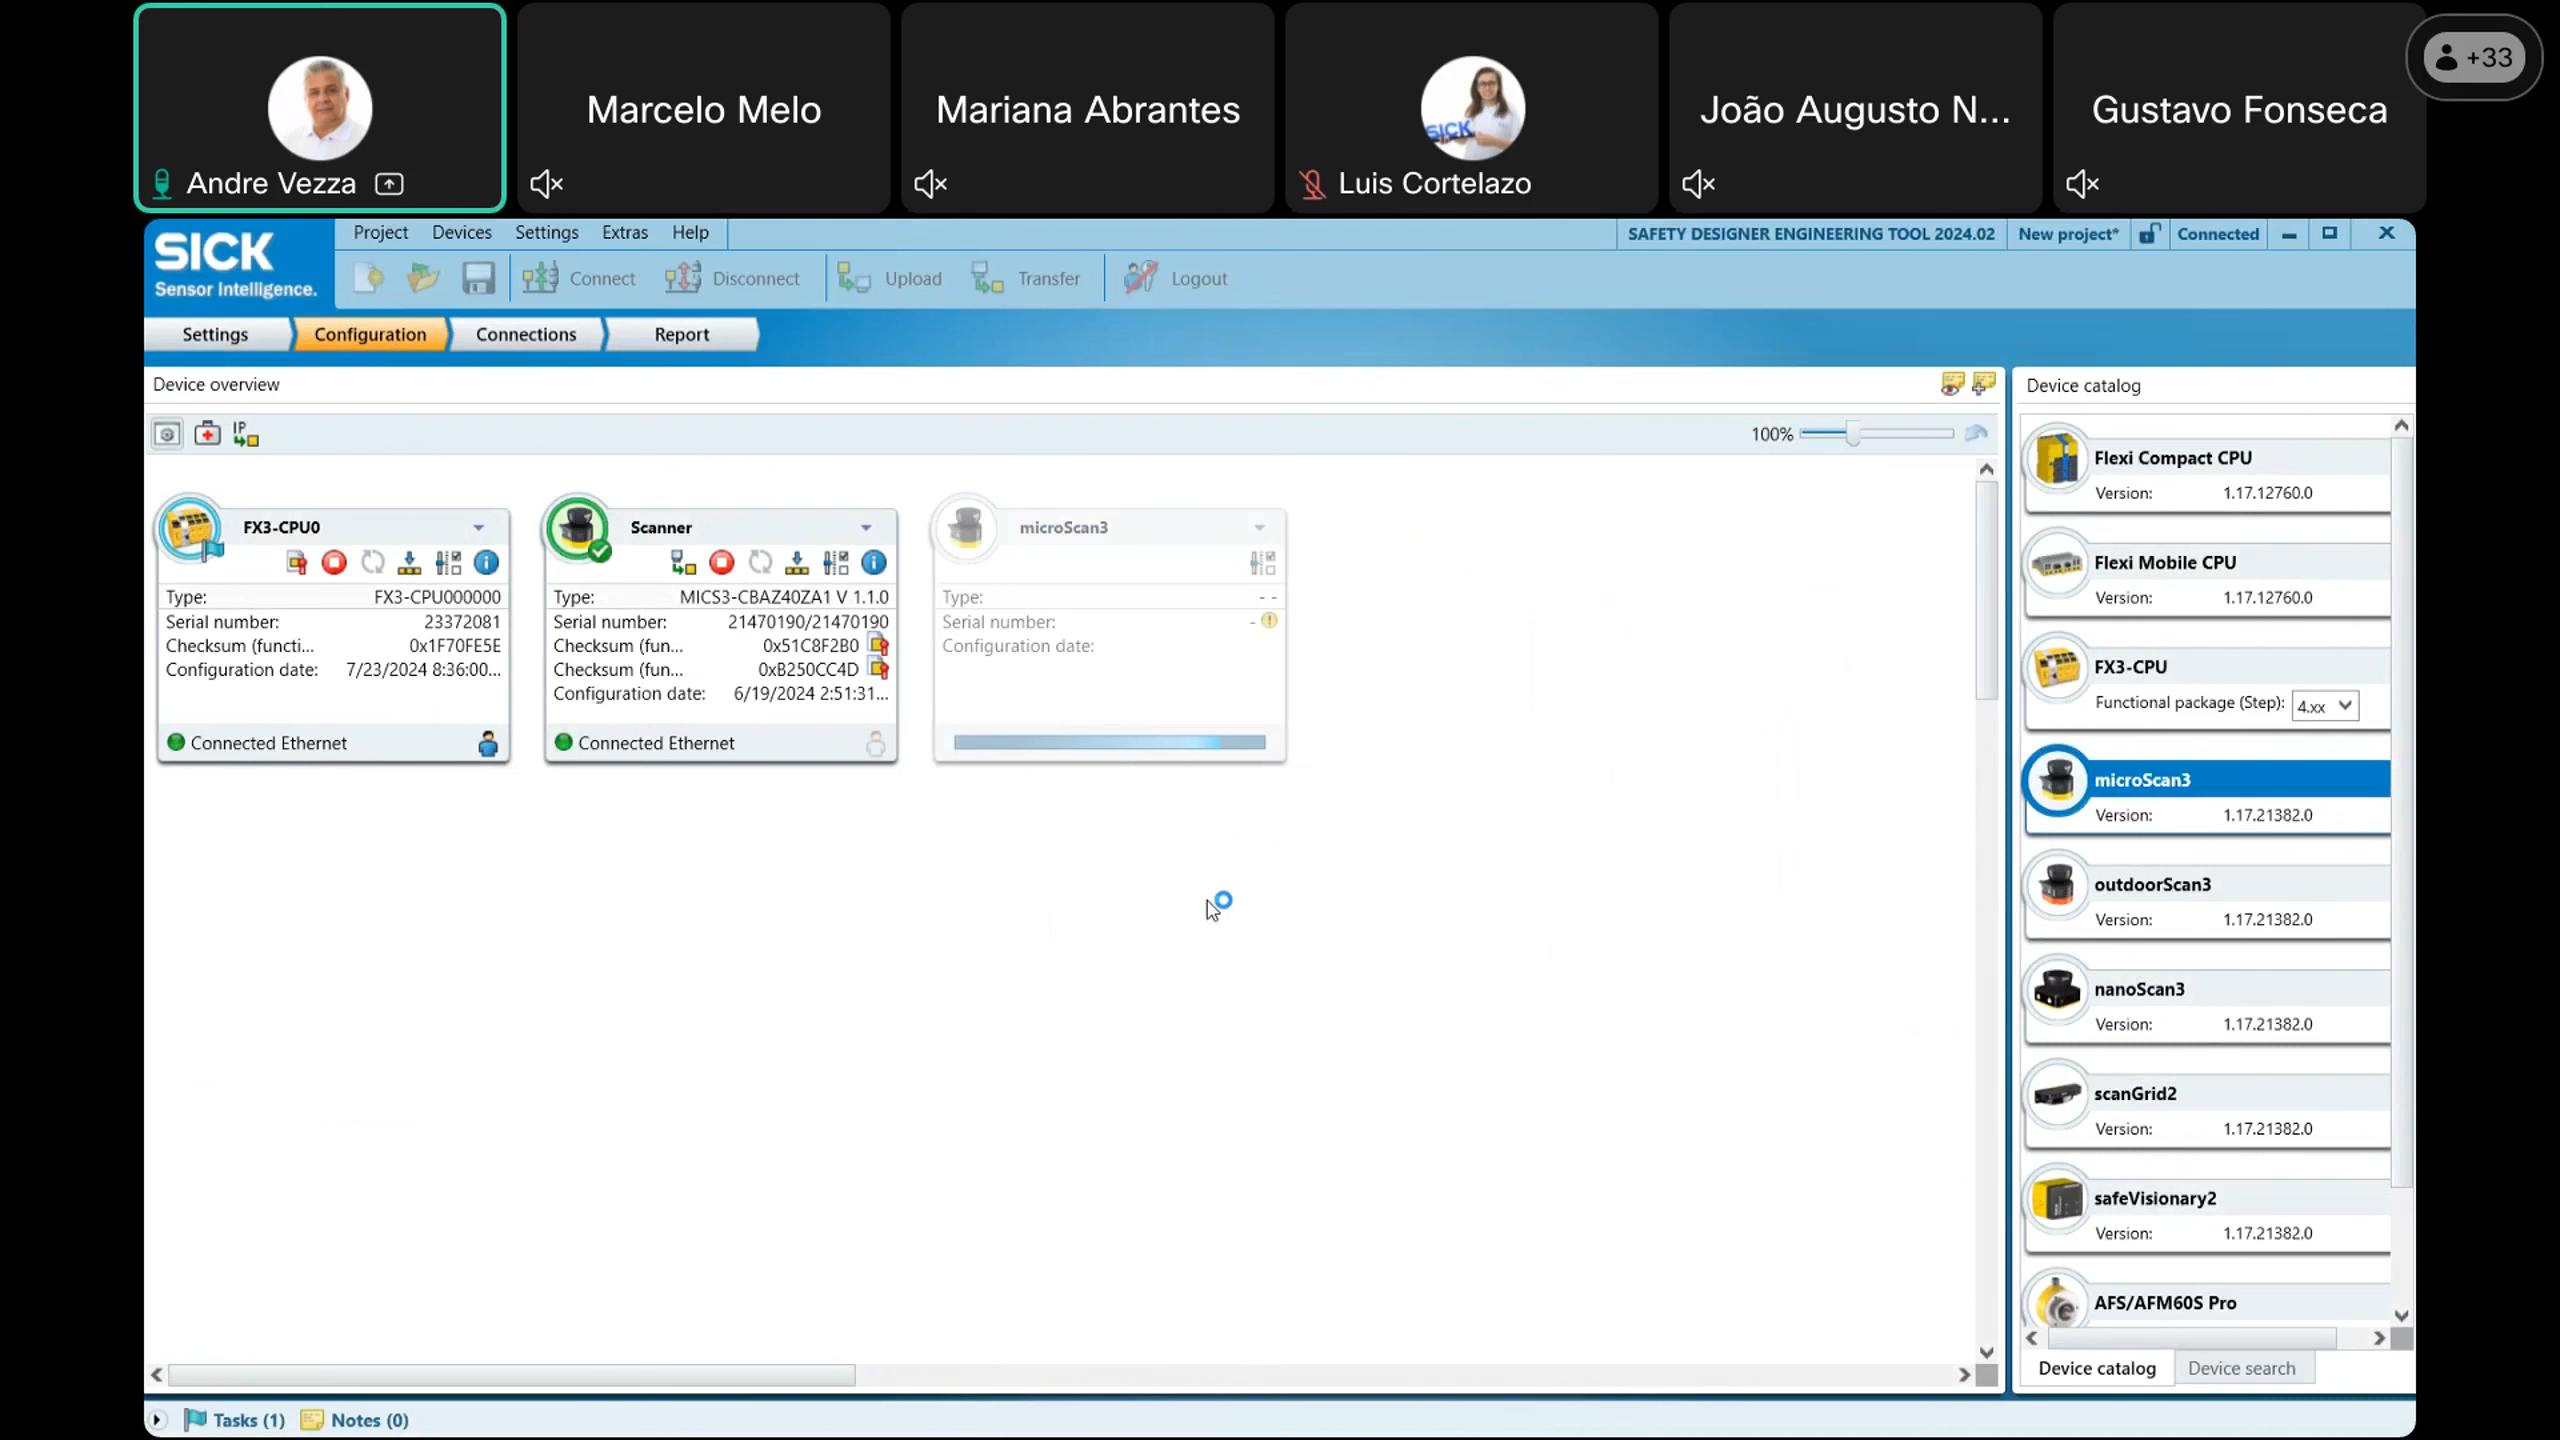 Marcelo Melo
Mariana Abrantes
João Augusto N...
Gustavo Fonseca
+33
Andre Vezza
SICK
Luis Cortelazo
SICK
Sensor Intelligence.
Project Devices Settings Extras Help
SAFETY DESIGNER ENGINEERING TOOL 2024.02 New project* Connected
Connect Disconnect Upload Transfer Logout
Settings Configuration Connections Report
Device overview
IP
100%
FX3-CPU0
Type: FX3-CPU000000
Serial number: 23372081
Checksum (functi... 0x1F70FE5E
Configuration date: 7/23/2024 8:36:00...
Connected Ethernet
Scanner
Type: MICS3-CBAZ40ZA1 V 1.1.0
Serial number: 21470190/21470190
Checksum (fun... 0x51C8F2B0
Checksum (fun... 0xB250CC4D
Configuration date: 6/19/2024 2:51:31...
Connected Ethernet
microScan3
Type: - -
Serial number: -
Configuration date:
Device catalog
Flexi Compact CPU
Version: 1.17.12760.0
Flexi Mobile CPU
Version: 1.17.12760.0
FX3-CPU
Functional package (Step): 4.xx
microScan3
Version: 1.17.21382.0
outdoorScan3
Version: 1.17.21382.0
nanoScan3
Version: 1.17.21382.0
scanGrid2
Version: 1.17.21382.0
safeVisionary2
Version: 1.17.21382.0
AFS/AFM60S Pro
Device catalog Device search
Tasks (1) Notes (0)